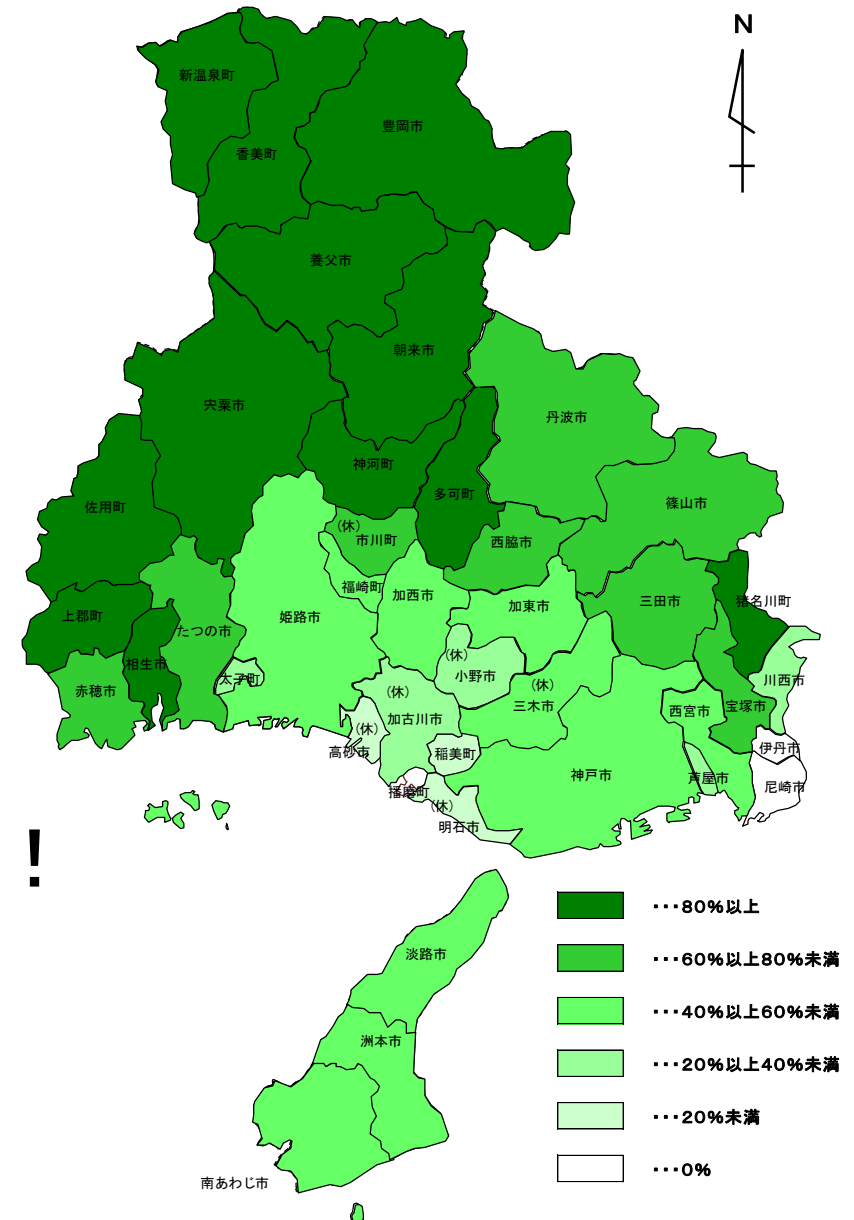 N
新温泉町
豊岡市
香美町
養父市
朝来市
宍粟市
丹波市
神河町
多可町
篠山市
佐用町
(休)
市川町
西脇市
福崎町
加西市
加東市
三田市
猪名川町
上郡町
姫路市
たつの市
相生市
(休)
太子町
小野市
川西市
赤穂市
(休)
(休)
三木市
西宮市
宝塚市
加古川市
(休)
高砂市
稲美町
伊丹市
神戸市
芦屋市
尼崎市
播磨町
(休)
明石市
!
・・・80%以上
淡路市
・・・60%以上80%未満
・・・40%以上60%未満
洲本市
・・・20%以上40%未満
・・・20%未満
・・・0%
南あわじ市